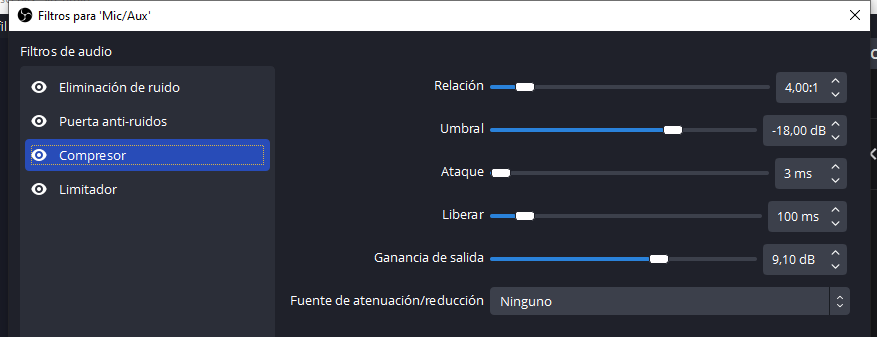 Filtros para 'Mic/Aux'
Filtros de audio
Eliminación de ruido
Puerta anti-ruidos
Compresor
Limitador
Relación 4,00:1
Umbral -18,00 dB
Ataque 3 ms
Liberar 100 ms
Ganancia de salida 9,10 dB
Fuente de atenuación/reducción Ninguno